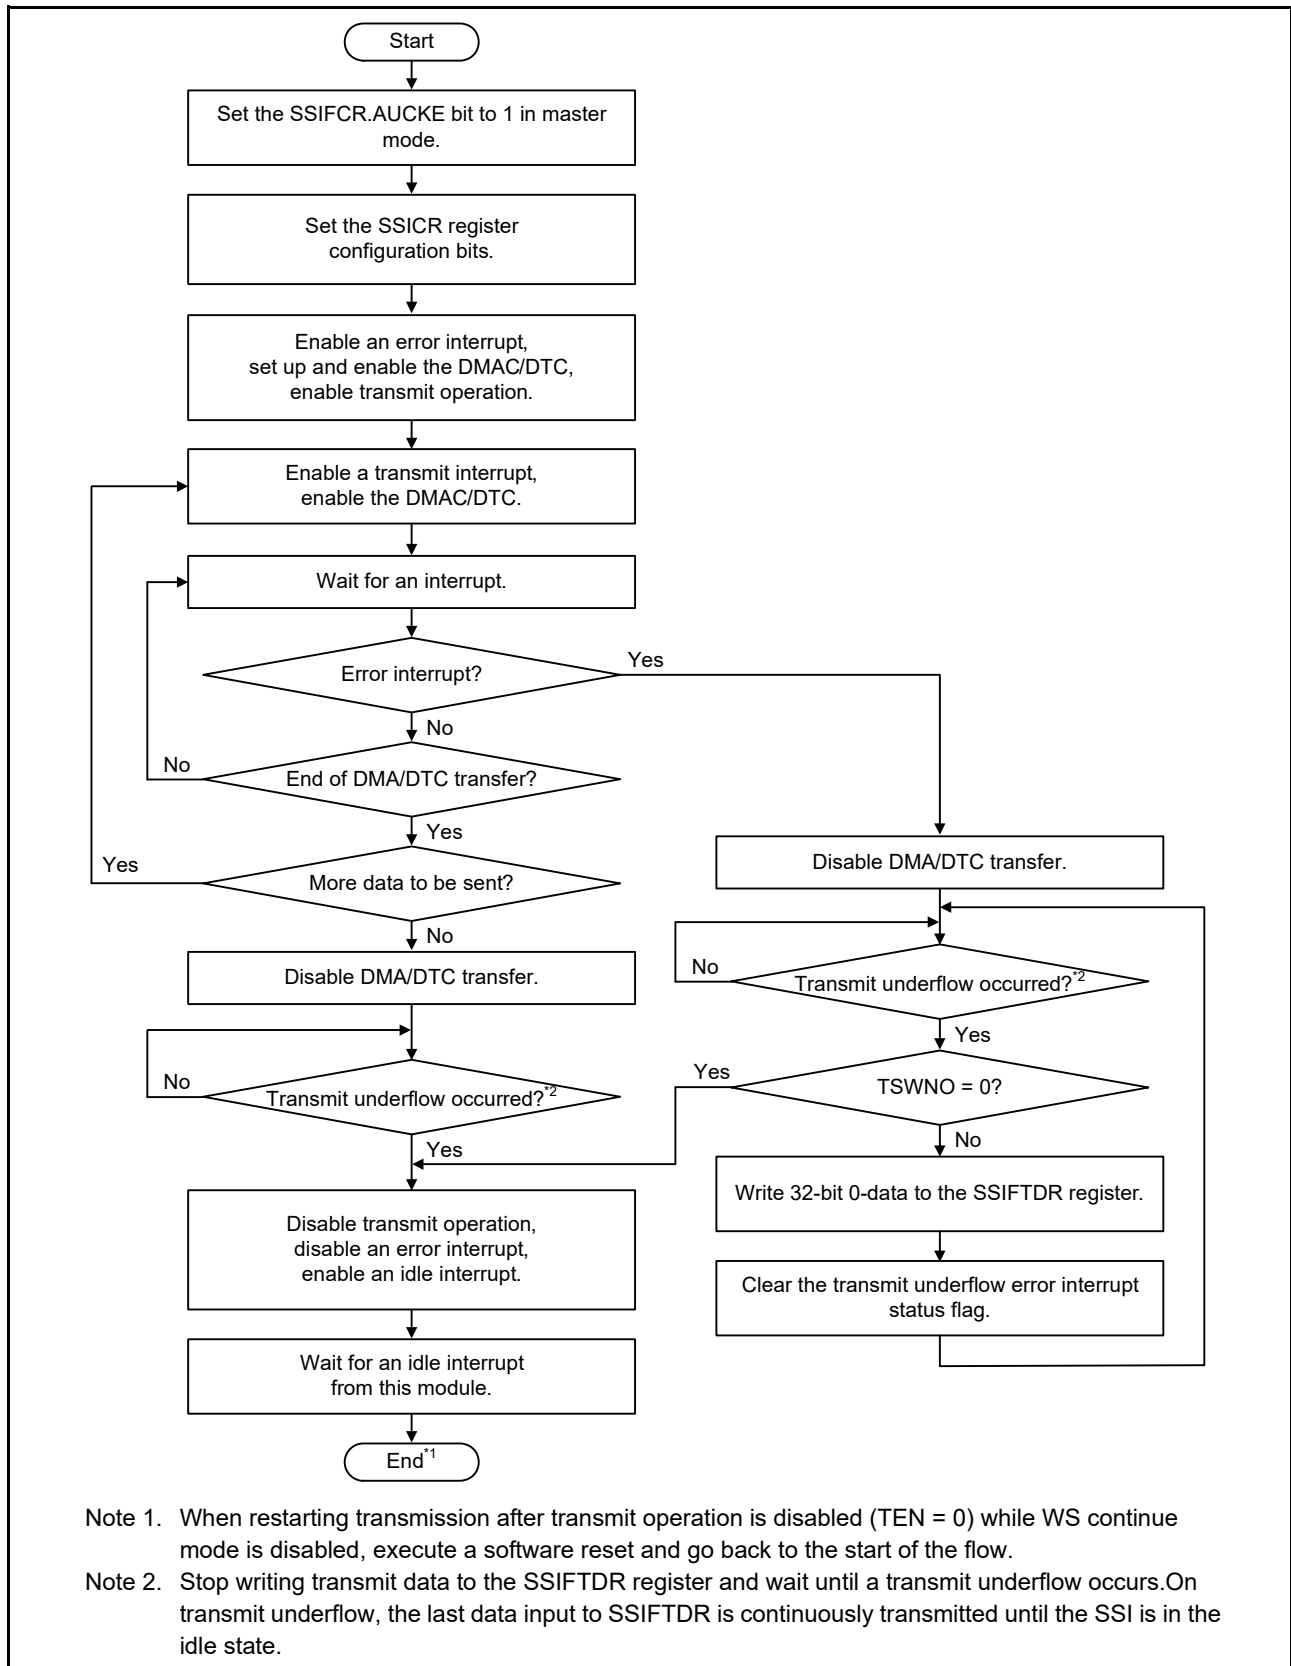 Start
Set the SSIFCR.AUCKE bit to 1 in master
mode.
Set the SSICR register
configuration bits.
Enable an error interrupt,
set up and enable the DMAC/DTC,
enable transmit operation.
Enable a transmit interrupt,
enable the DMAC/DTC.
Wait for an interrupt.
Error interrupt?
Yes
No
End of DMA/DTC transfer?
No
Yes
More data to be sent?
Yes
No
Disable DMA/DTC transfer.
Transmit underflow occurred?*2
No
Yes
Disable DMA/DTC transfer.
Transmit underflow occurred?*2
No
Yes
TSWNO = 0?
Yes
No
Write 32-bit 0-data to the SSIFTDR register.
Clear the transmit underflow error interrupt
status flag.
Disable transmit operation,
disable an error interrupt,
enable an idle interrupt.
Wait for an idle interrupt
from this module.
End*1
Note 1. When restarting transmission after transmit operation is disabled (TEN = 0) while WS continue
mode is disabled, execute a software reset and go back to the start of the flow.
Note 2. Stop writing transmit data to the SSIFTDR register and wait until a transmit underflow occurs.On
transmit underflow, the last data input to SSIFTDR is continuously transmitted until the SSI is in the
idle state.